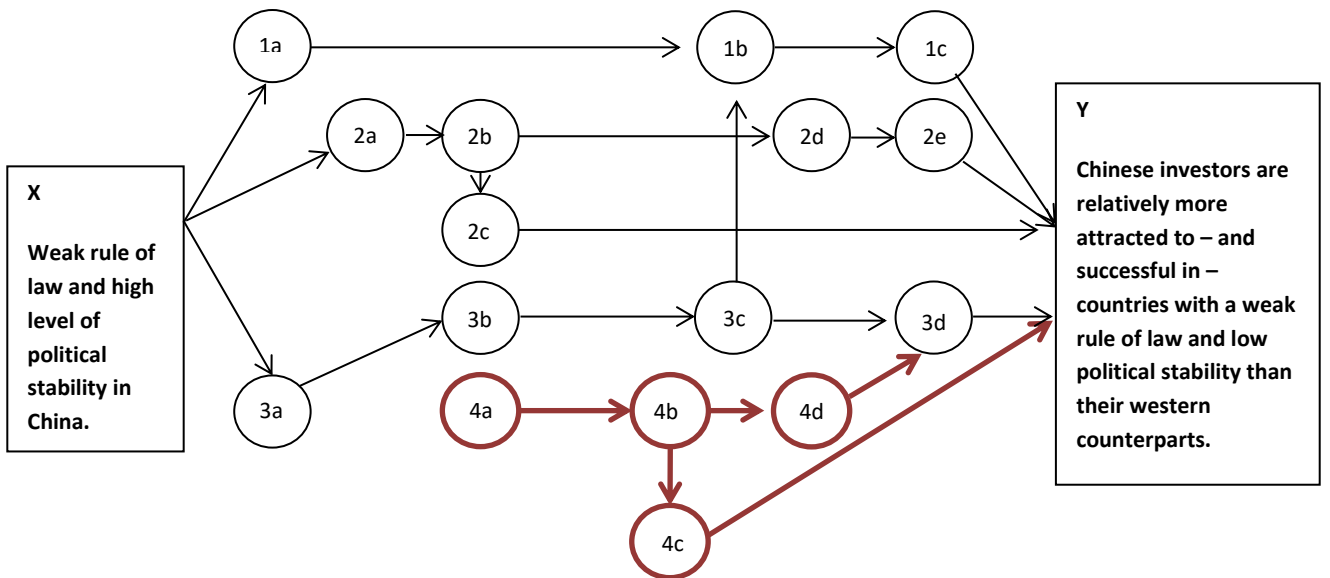 1a
1b
1c
2a
2b
2d
2e
2c
3b
3c
3d
3a
4a
4b
4d
4c
X
Weak rule of
law and high
level of
political
stability in
China.
Y
Chinese investors are
relatively more
attracted to – and
successful in –
countries with a weak
rule of law and low
political stability than
their western
counterparts.